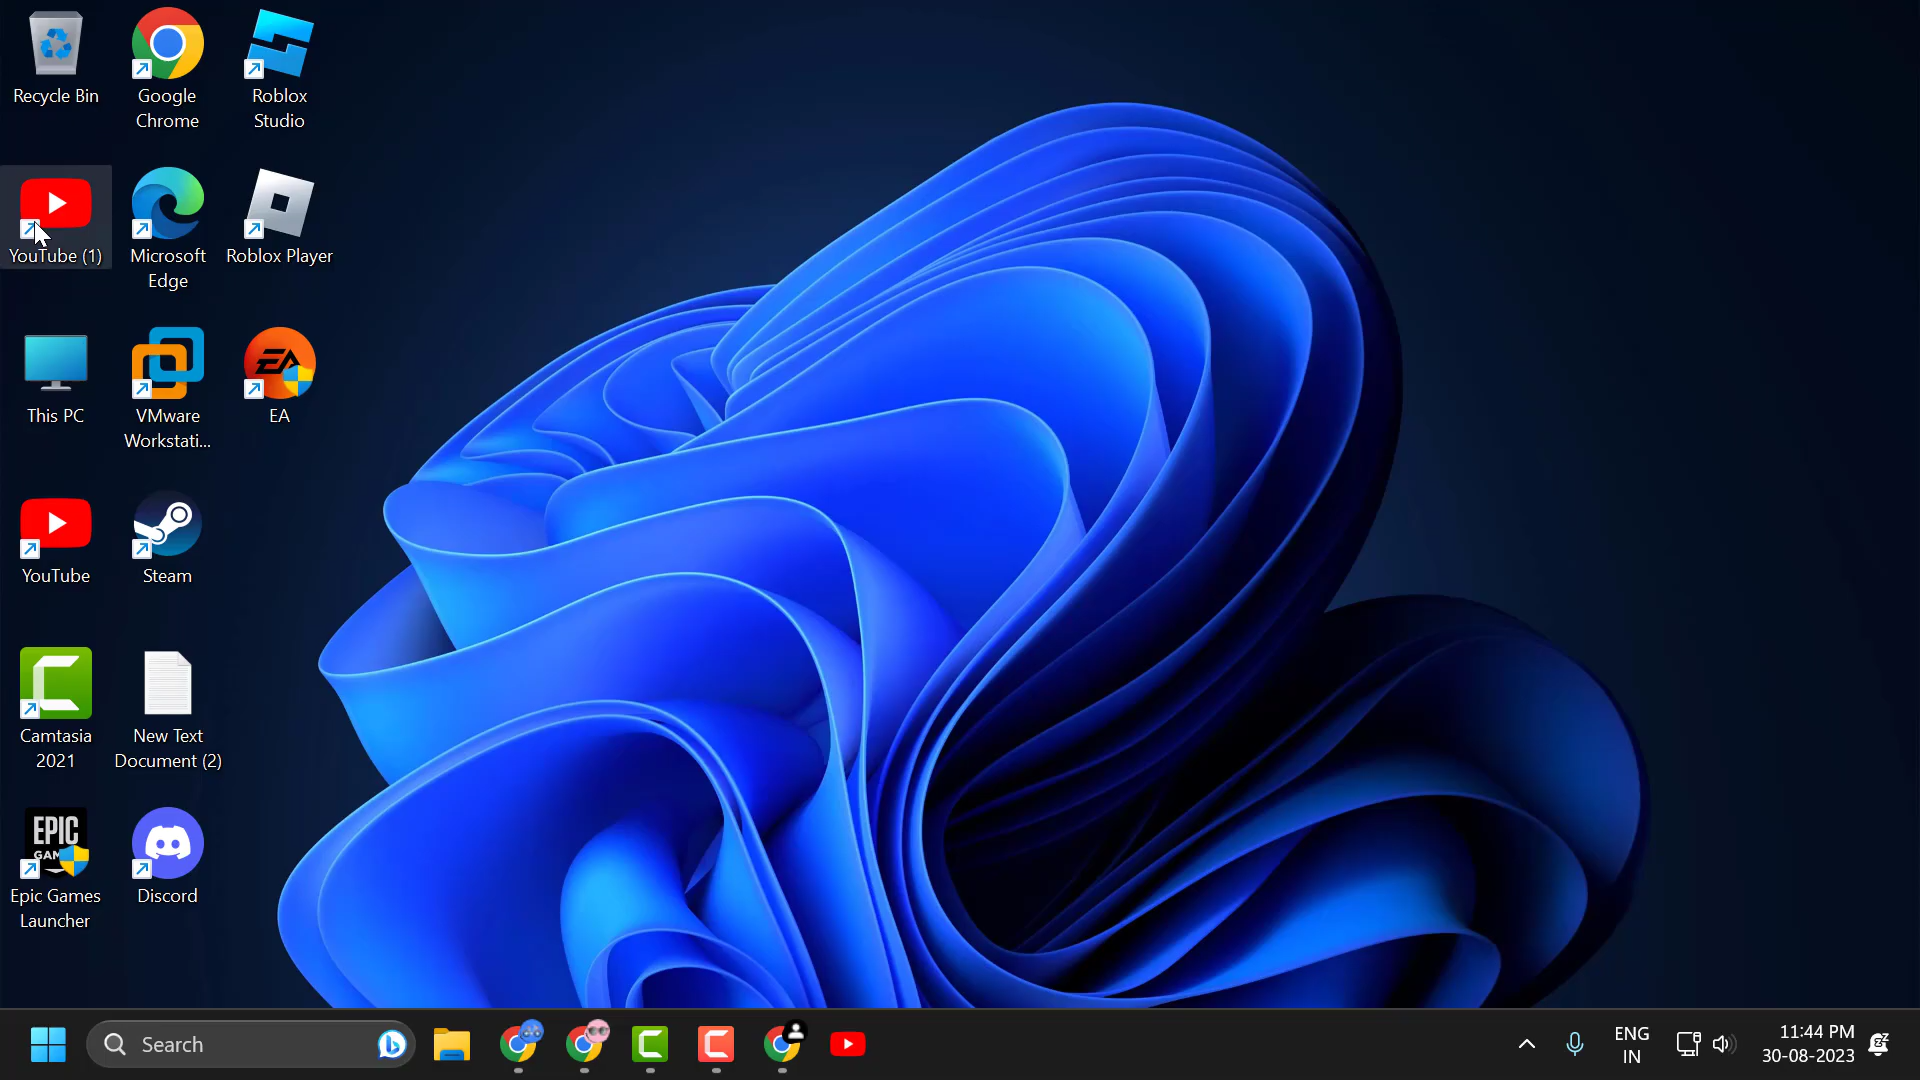 Recycle Bin
Google
Chrome
Roblox
Studio
YouTube (1)
Microsoft
Edge
Roblox Player
This PC
VMware
Workstati...
EA
EA
YouTube
Steam
Camtasia
2021
New Text
Document (2)
EPIC
GAM
Epic Games
Launcher
Discord
Search
ENG
IN
11:44 PM
30-08-2023